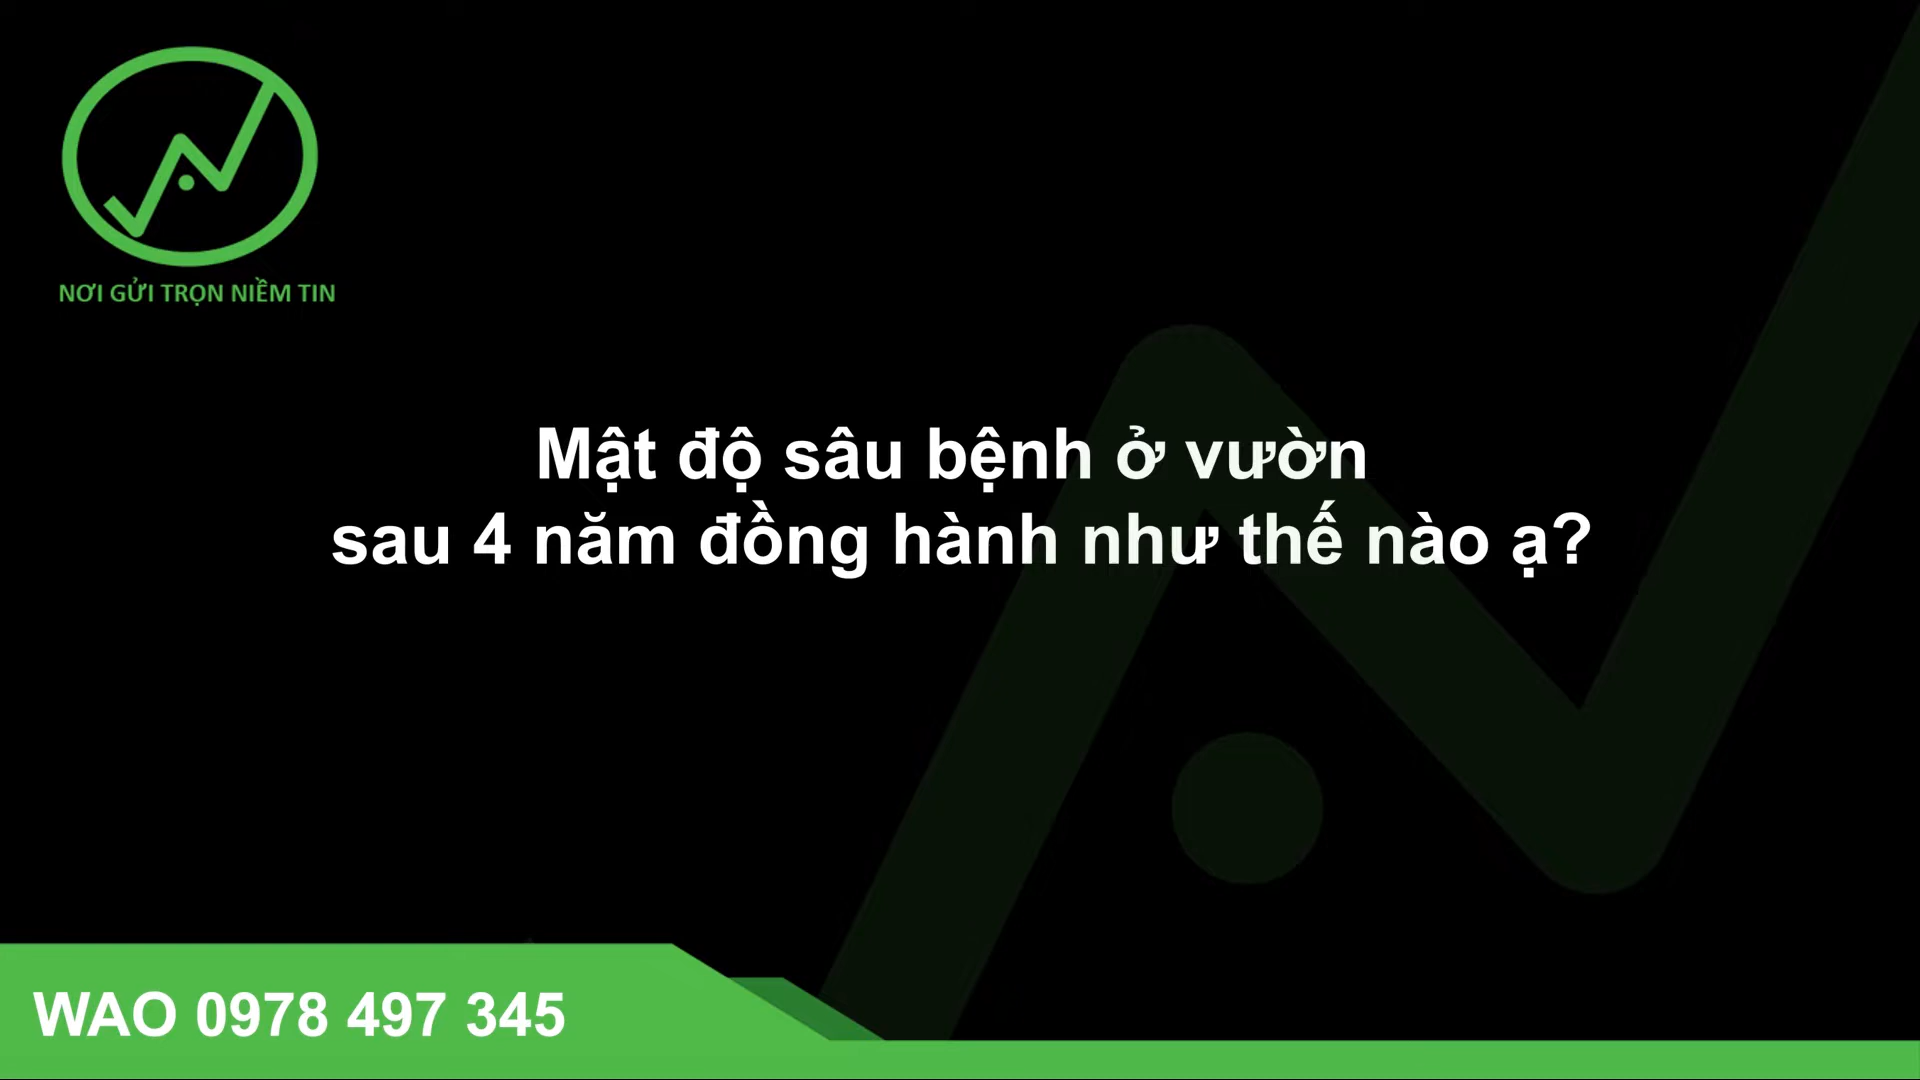 NƠI GỬI TRỌN NIỀM TIN
Mật độ sâu bệnh ở vườn
sau 4 năm đồng hành như thế nào ạ?
WAO 0978 497 345